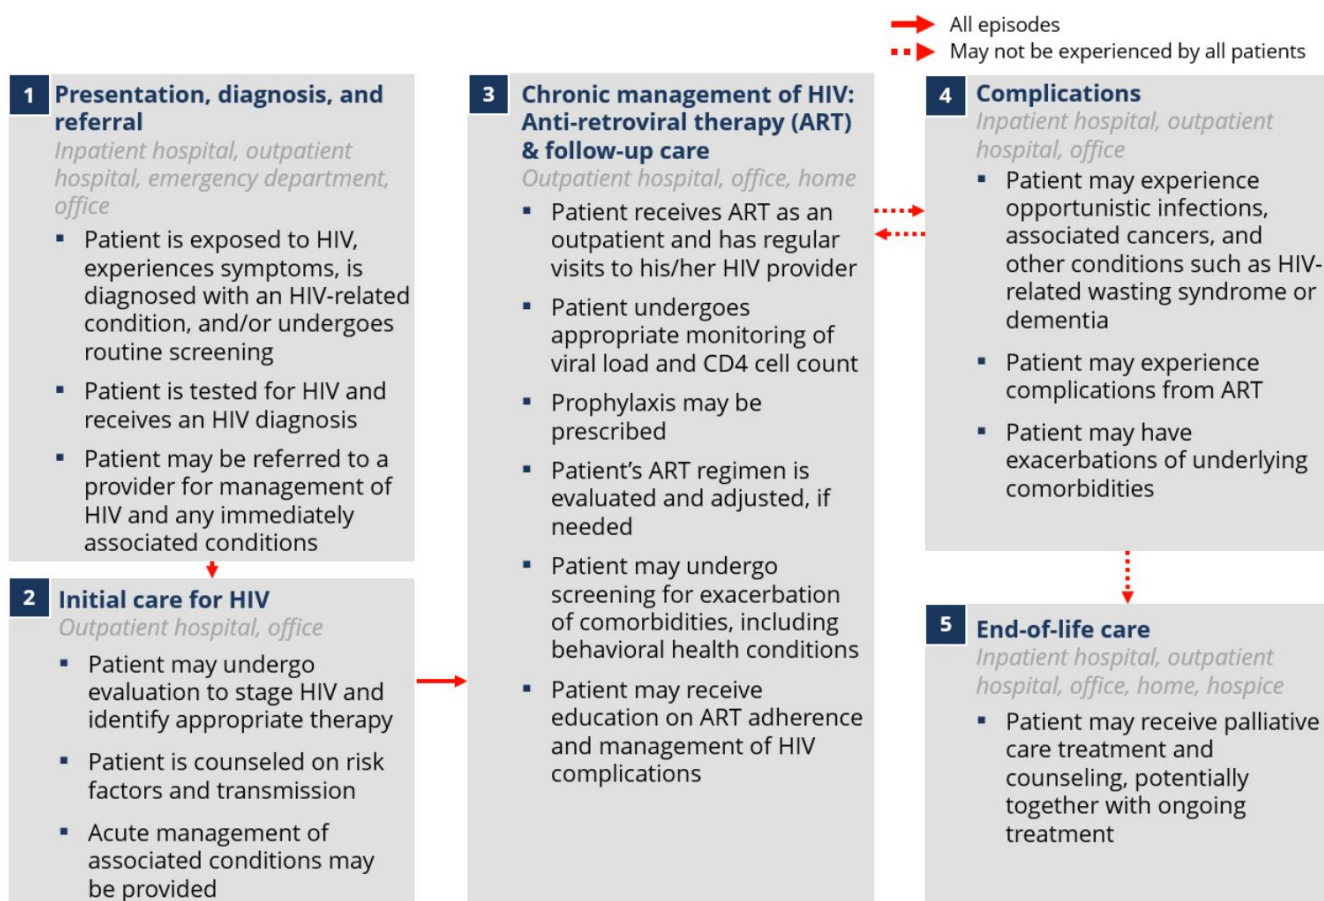 All episodes
May not be experienced by all patients
1
Presentation, diagnosis, and
referral
Inpatient hospital, outpatient
hospital, emergency department,
office
▪ Patient is exposed to HIV,
experiences symptoms, is
diagnosed with an HIV-related
condition, and/or undergoes
routine screening
▪ Patient is tested for HIV and
receives an HIV diagnosis
▪ Patient may be referred to a
provider for management of
HIV and any immediately
associated conditions
2
Initial care for HIV
Outpatient hospital, office
▪ Patient may undergo
evaluation to stage HIV and
identify appropriate therapy
▪ Patient is counseled on risk
factors and transmission
▪ Acute management of
associated conditions may
be provided
3
Chronic management of HIV:
Anti-retroviral therapy (ART)
& follow-up care
Outpatient hospital, office, home
▪ Patient receives ART as an
outpatient and has regular
visits to his/her HIV provider
▪ Patient undergoes
appropriate monitoring of
viral load and CD4 cell count
▪ Prophylaxis may be
prescribed
▪ Patient’s ART regimen is
evaluated and adjusted, if
needed
▪ Patient may undergo
screening for exacerbation
of comorbidities, including
behavioral health conditions
▪ Patient may receive
education on ART adherence
and management of HIV
complications
4
Complications
Inpatient hospital, outpatient
hospital, office
▪ Patient may experience
opportunistic infections,
associated cancers, and
other conditions such as HIV-
related wasting syndrome or
dementia
▪ Patient may experience
complications from ART
▪ Patient may have
exacerbations of underlying
comorbidities
5
End-of-life care
Inpatient hospital, outpatient
hospital, office, home, hospice
▪ Patient may receive palliative
care treatment and
counseling, potentially
together with ongoing
treatment